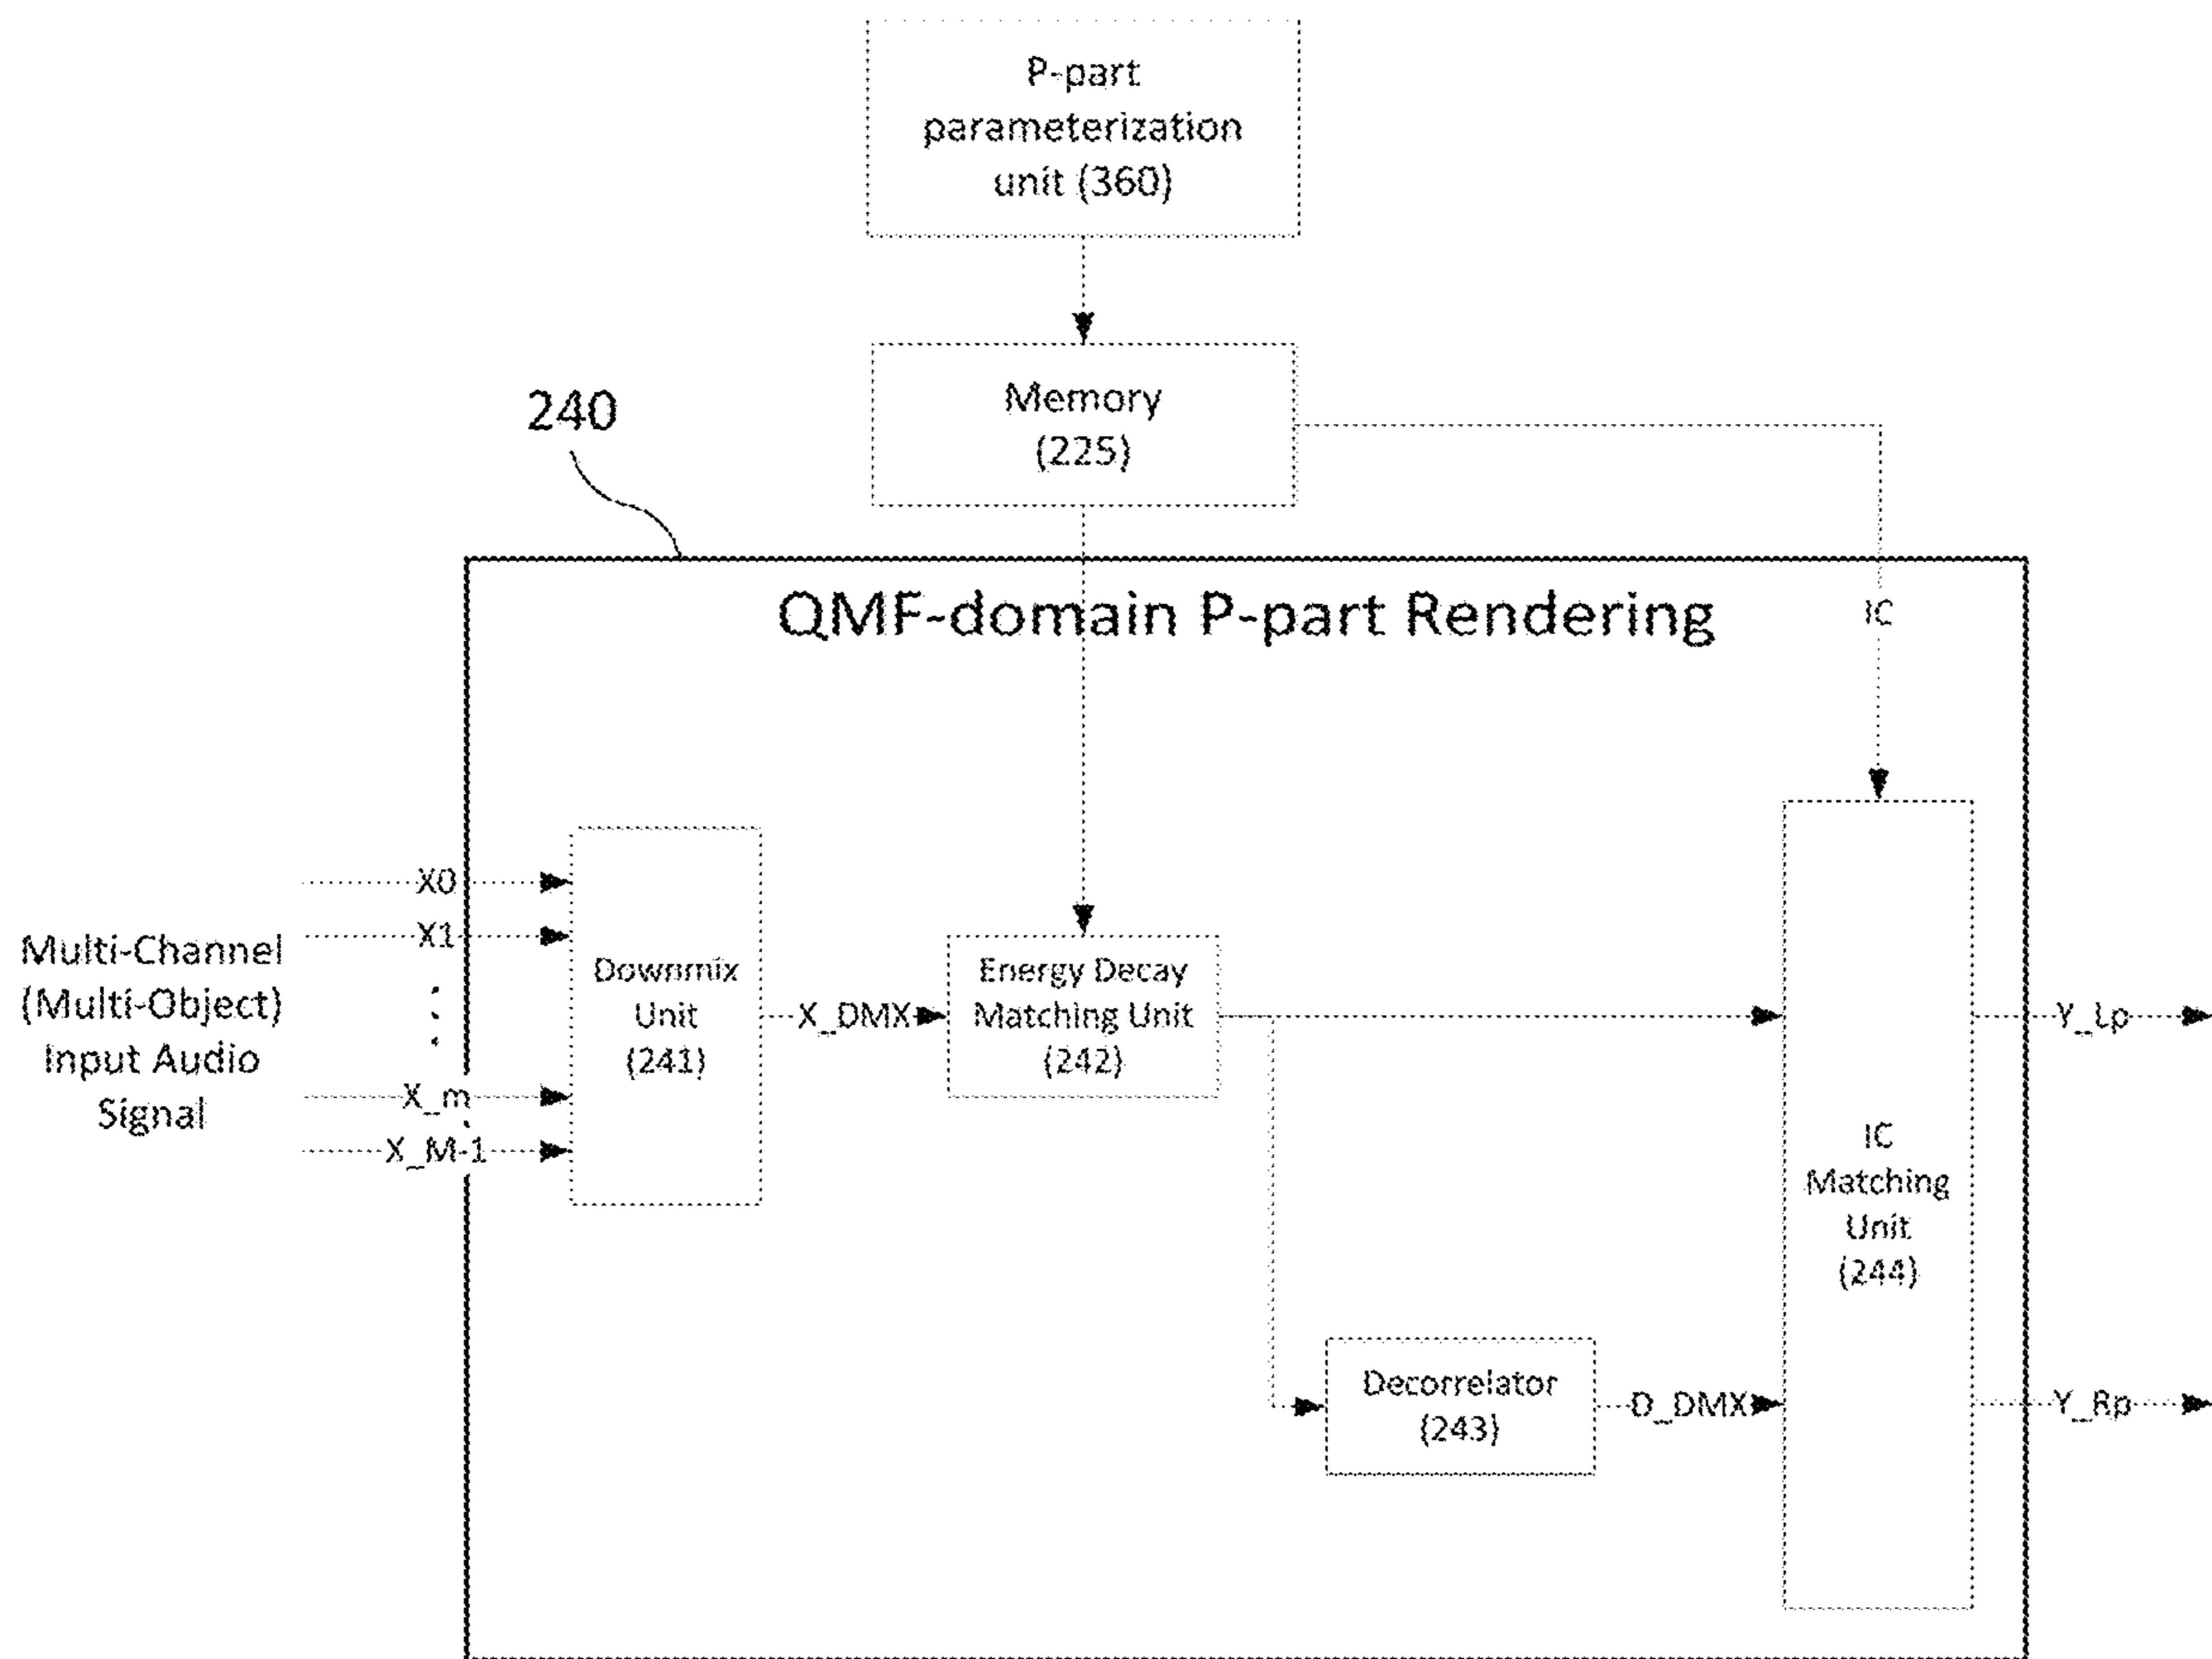 P-part
parameterization
unit (360)
Memory
(225)
240
QMF-domain P-part Rendering
IC
Multi-Channel
(Multi-Object)
Input Audio
Signal
X0
X1
X_m
X_M-1
Downmix
Unit
(241)
X_DMX
Energy Decay
Matching Unit
(242)
Decorrelator
(243)
D_DMX
IC
Matching
Unit
(244)
Y_Lp
Y_Rp